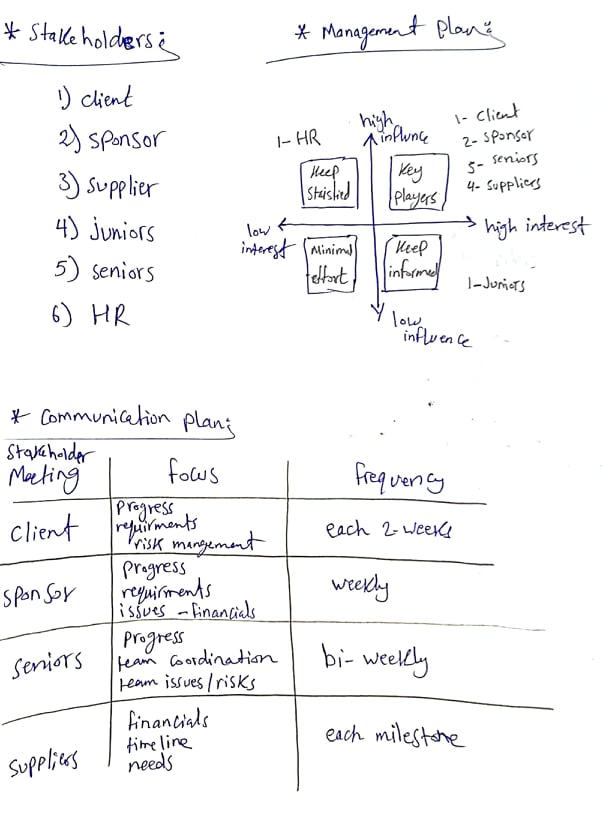 * Stakeholders:
1) client
2) sponsor
3) supplier
4) juniors
5) seniors
6) HR
* Management plan:
high influnce
1- HR
1- Client
2- sponsor
5- seniors
4- suppliers
Keep Staisfied
Key players
low interest
high interest
Minimal effort
Keep informed
1- Juniors
low influence
* Communication plan:
Stakeholder Meeting
focus
frequency
client
progress
requirments
risk mangement
each 2-weeks
sponsor
progress
requirments
issues - financials
weekly
seniors
progress
team coordination
team issues/risks
bi-weekly
suppliers
financials
timeline
needs
each milestone